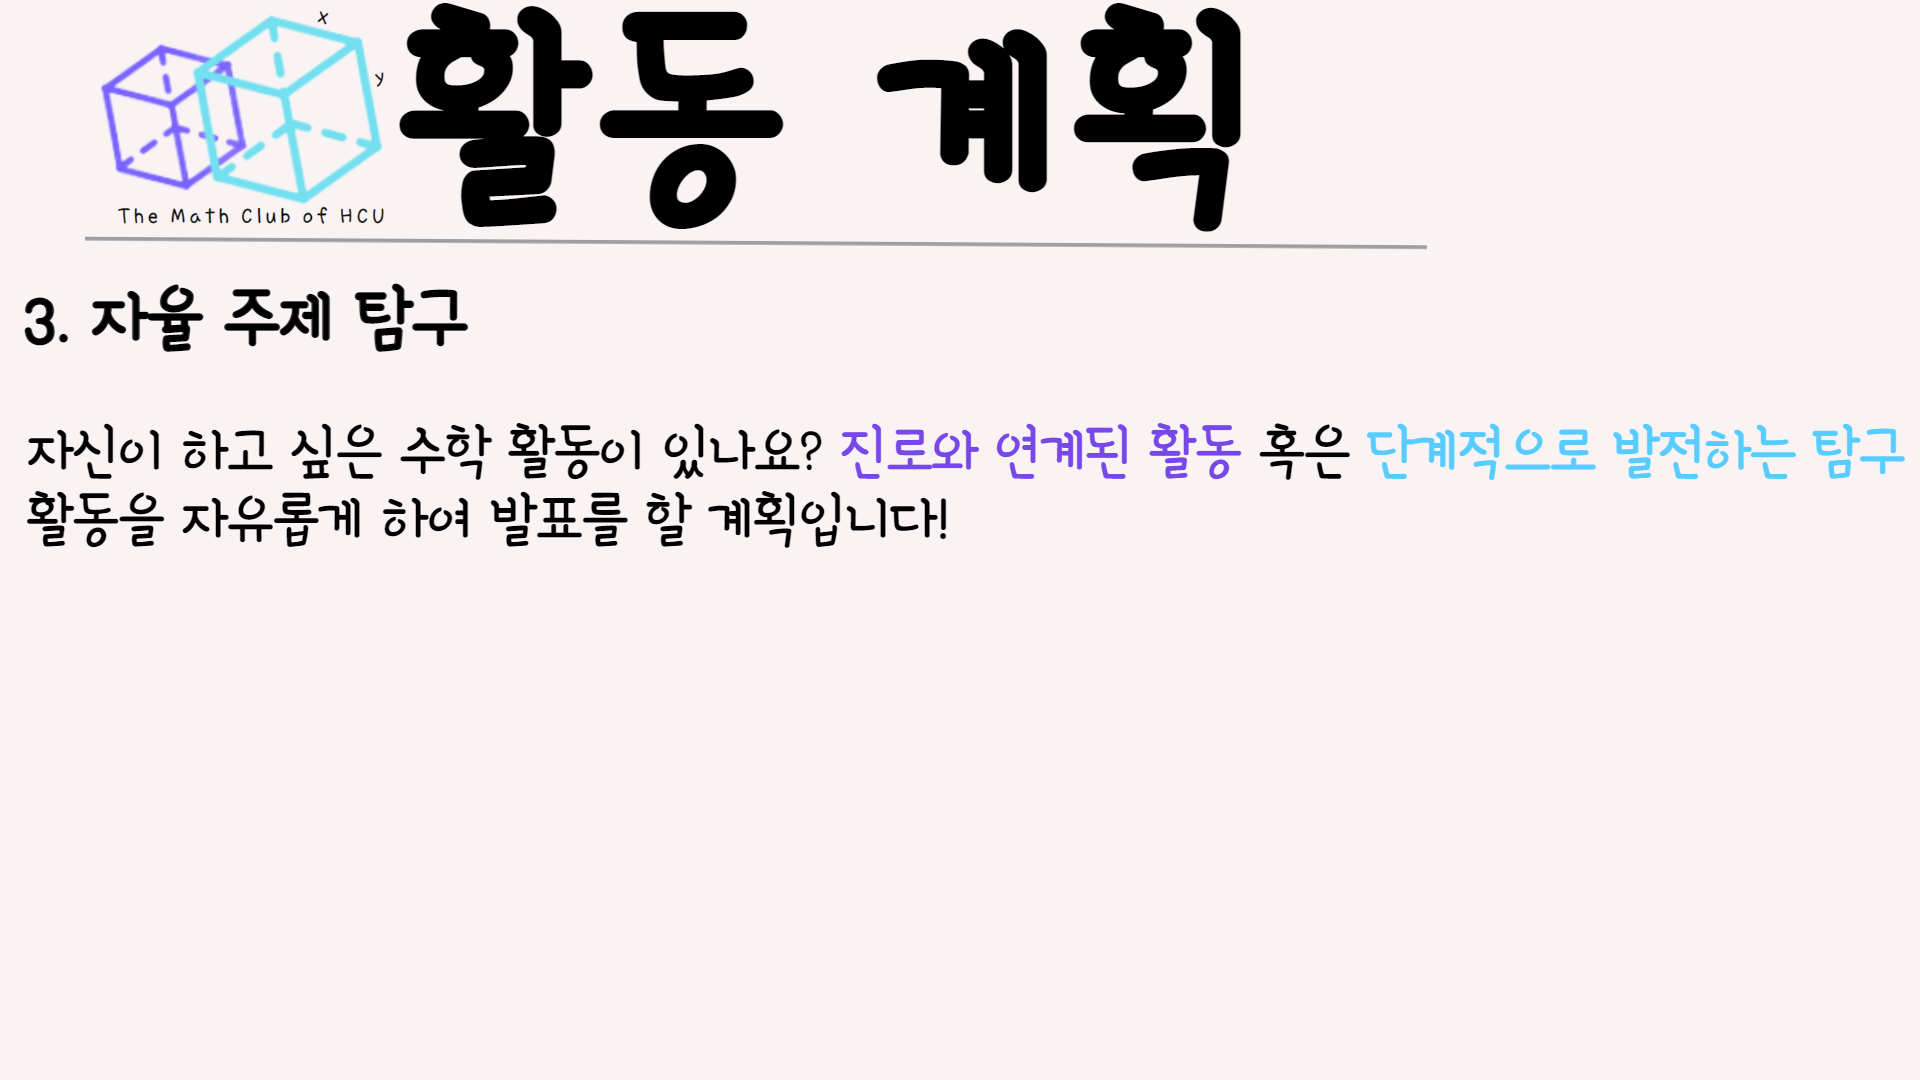 x
y
활동 계획
The Math Club of HCU
3. 자율 주제 탐구
자신이 하고 싶은 수학 활동이 있나요? 진로와 연계된 활동 혹은 단계적으로 발전하는 탐구
활동을 자유롭게 하여 발표를 할 계획입니다!